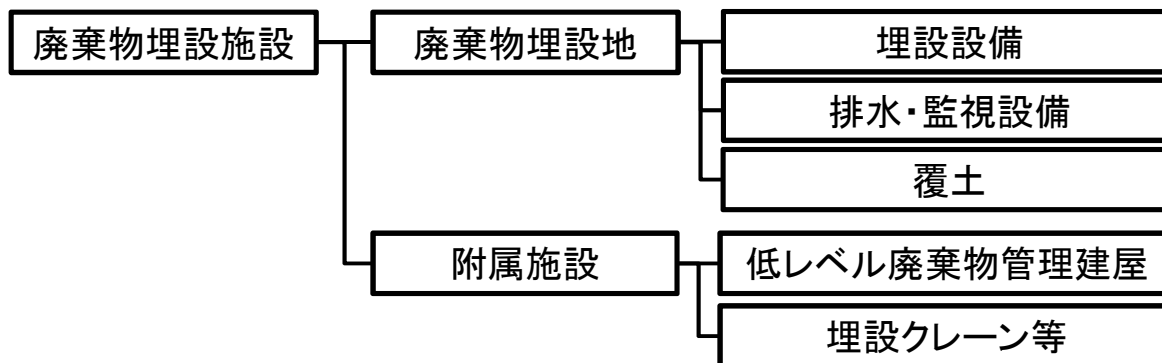 廃棄物埋設施設
廃棄物埋設地
埋設設備
排水・監視設備
覆土
附属施設
低レベル廃棄物管理建屋
埋設クレーン等